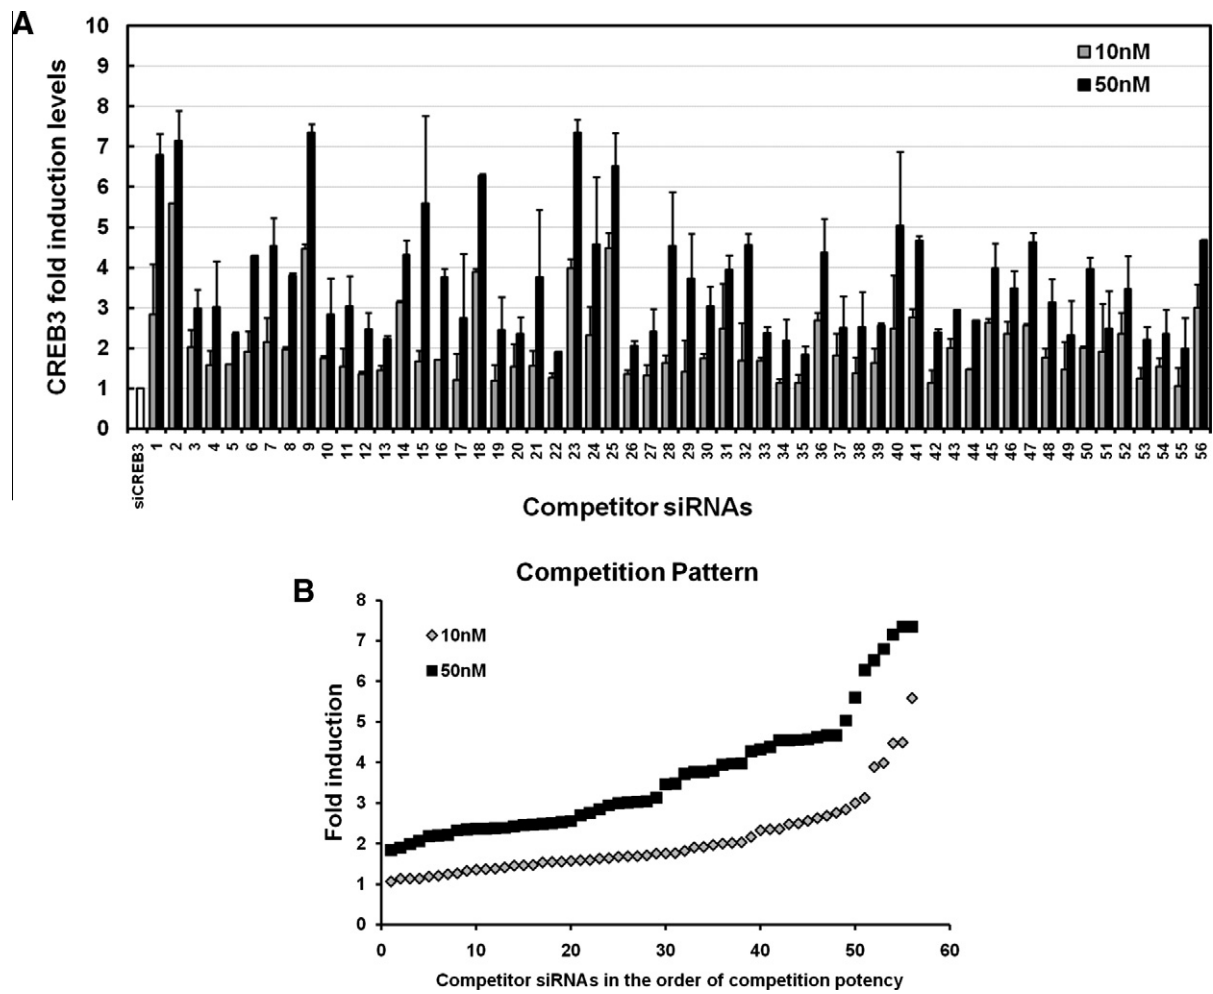 A
10
9
8
7
6
5
4
3
2
1
0
CREB3 fold induction levels
10nM
50nM
siCREB3 1 2 3 4 5 6 7 8 9 10 11 12 13 14 15 16 17 18 19 20 21 22 23 24 25 26 27 28 29 30 31 32 33 34 35 36 37 38 39 40 41 42 43 44 45 46 47 48 49 50 51 52 53 54 55 56
Competitor siRNAs
B
Competition Pattern
8
7
6
5
4
3
2
1
0
Fold induction
10nM
50nM
0 10 20 30 40 50 60
Competitor siRNAs in the order of competition potency